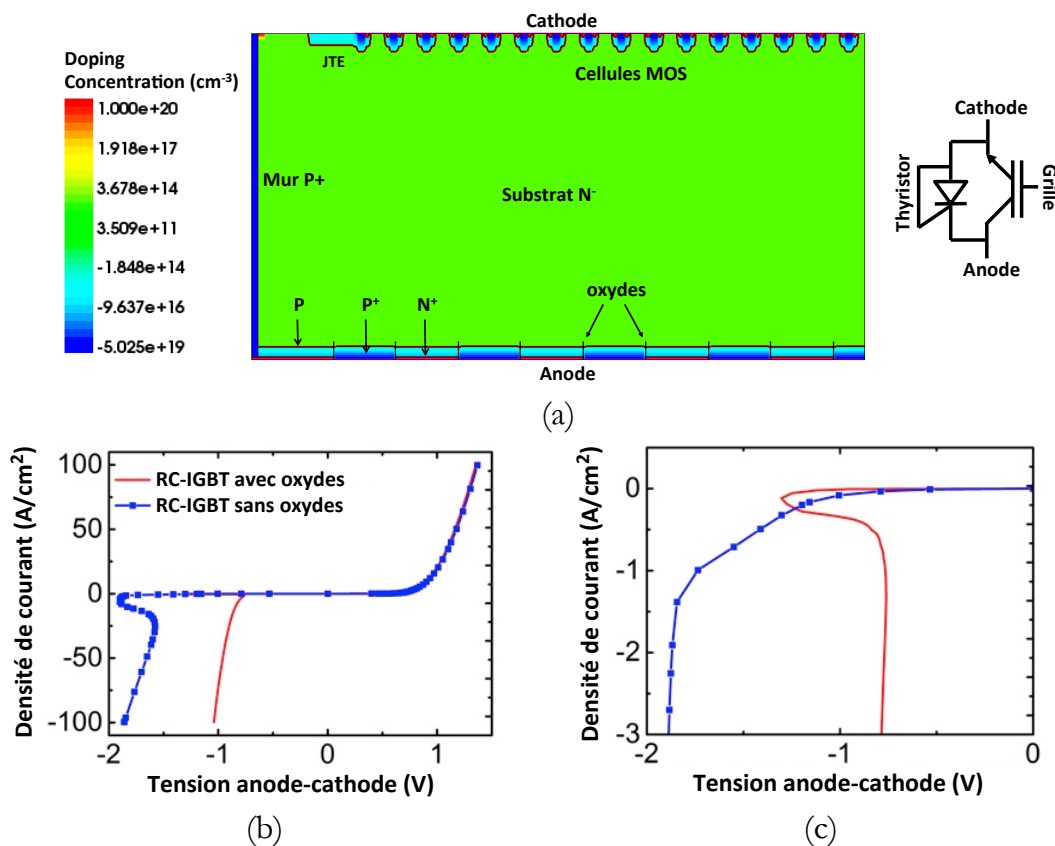 Cathode
Doping
Concentration (cm-3)
1.000e+20
1.918e+17
3.678e+14
3.509e+11
-1.848e+14
-9.637e+16
-5.025e+19
JTE
Cellules MOS
Mur P+
Substrat N-
P
P+
N+
oxydes
Anode
Cathode
Thyristor
Grille
Anode
(a)
Densité de courant (A/cm2)
100
50
0
-50
-100
RC-IGBT avec oxydes
RC-IGBT sans oxydes
-2
-1
0
1
Tension anode-cathode (V)
(b)
Densité de courant (A/cm2)
0
-1
-2
-3
-2
-1
0
Tension anode-cathode (V)
(c)